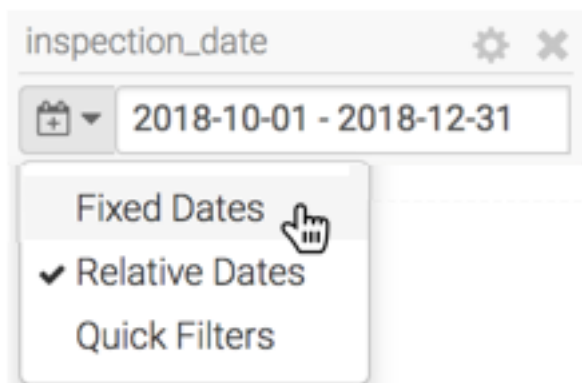 inspection_date
2018-10-01 - 2018-12-31
Fixed Dates
Relative Dates
Quick Filters